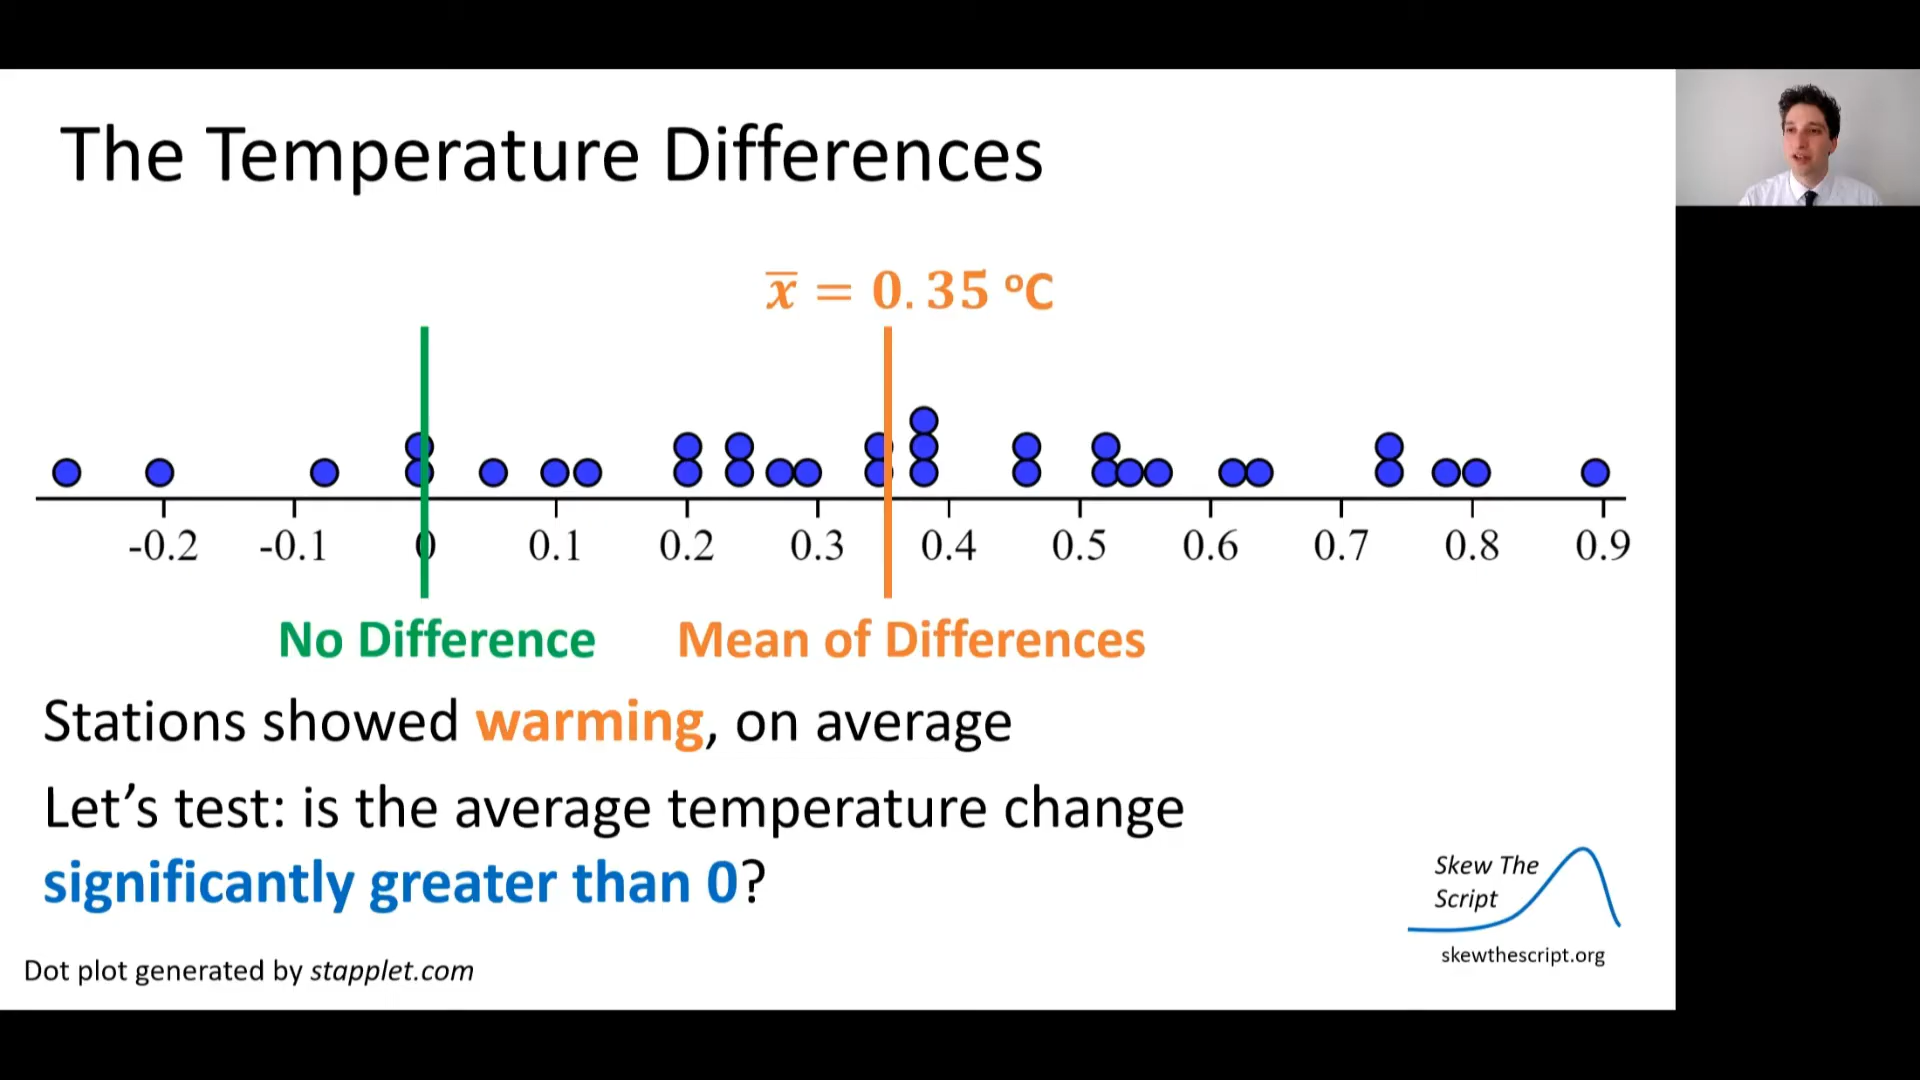 The Temperature Differences
x̅ = 0.35 ºC
-0.2 -0.1 0 0.1 0.2 0.3 0.4 0.5 0.6 0.7 0.8 0.9
No Difference Mean of Differences
Stations showed warming, on average
Let’s test: is the average temperature change
significantly greater than 0?
Skew The
Script
skewthescript.org
Dot plot generated by stapplet.com